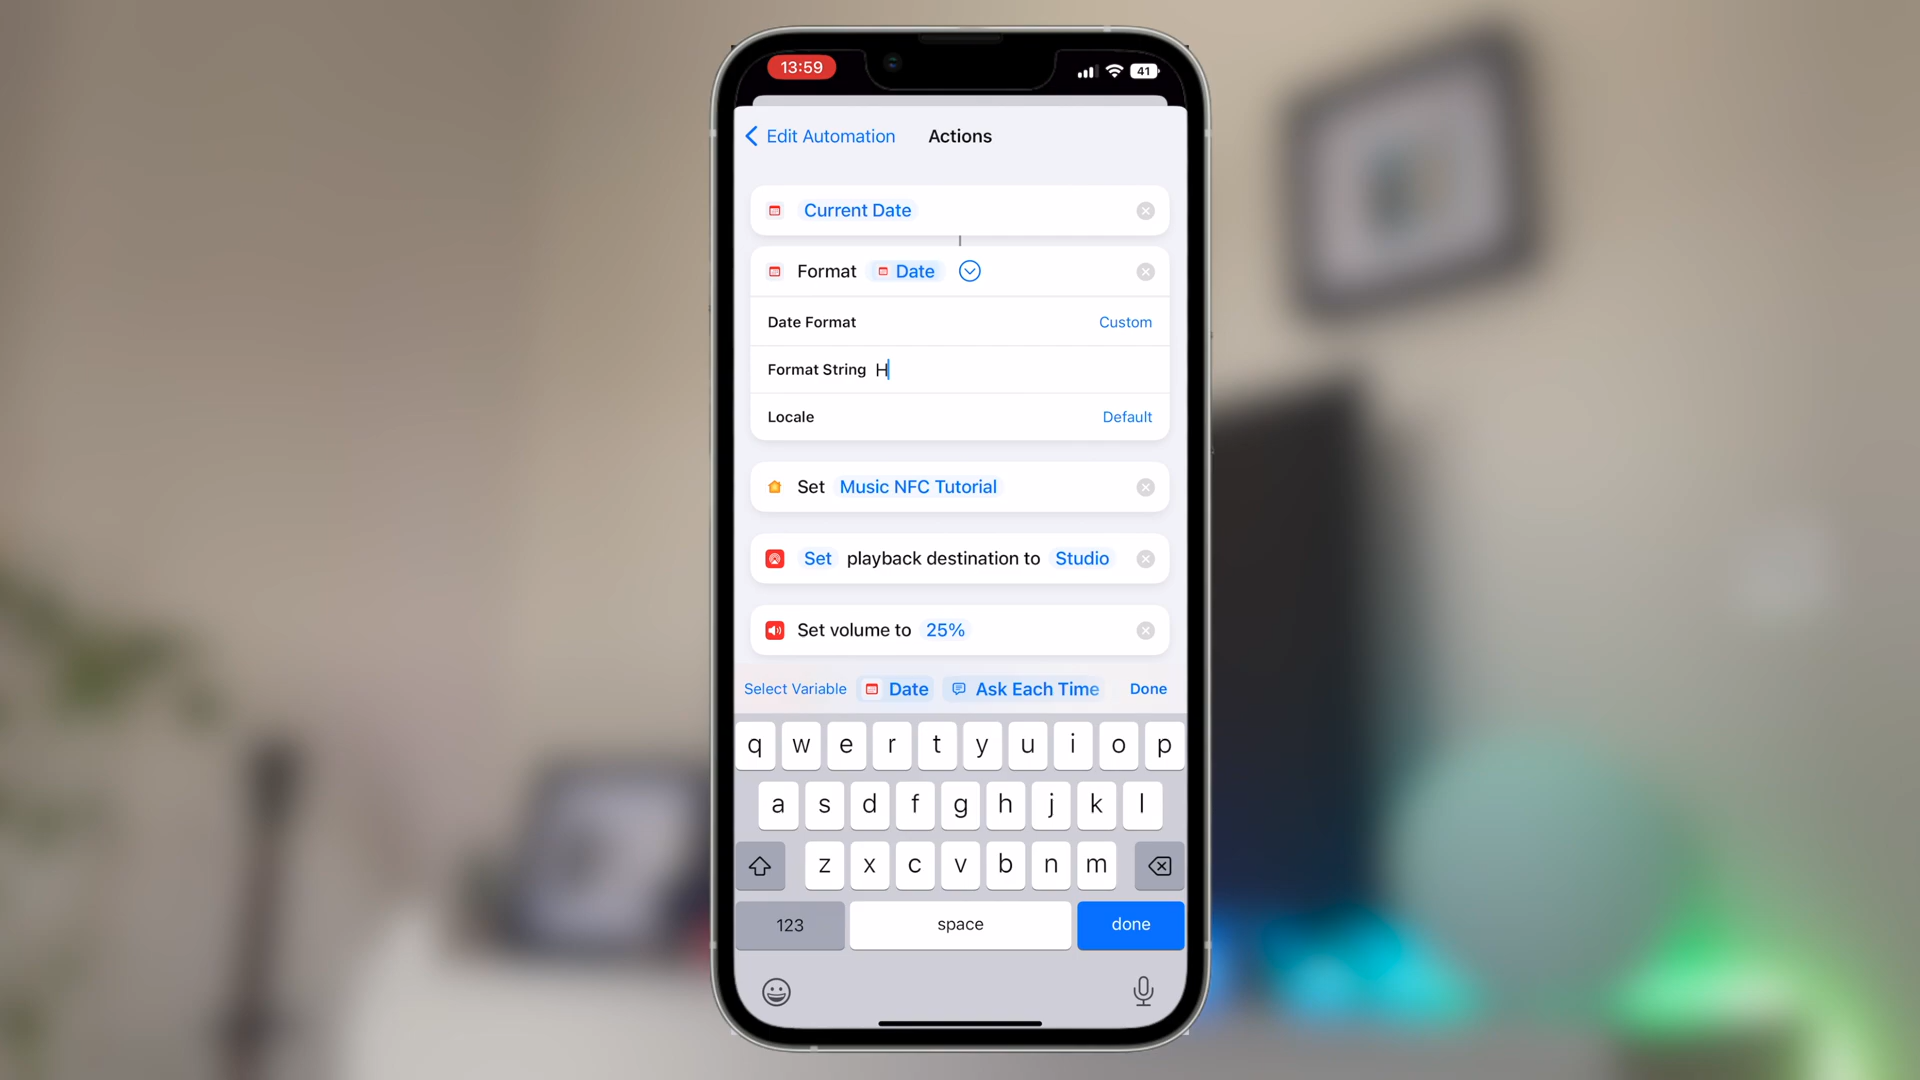 13:59 41
Edit Automation Actions
Current Date
Format Date
Date Format Custom
Format String H
Locale Default
Set Music NFC Tutorial
Set playback destination to Studio
Set volume to 25%
Select Variable Date Ask Each Time Done
q w e r t y u i o p
a s d f g h j k l
z x c v b n m
123 space done